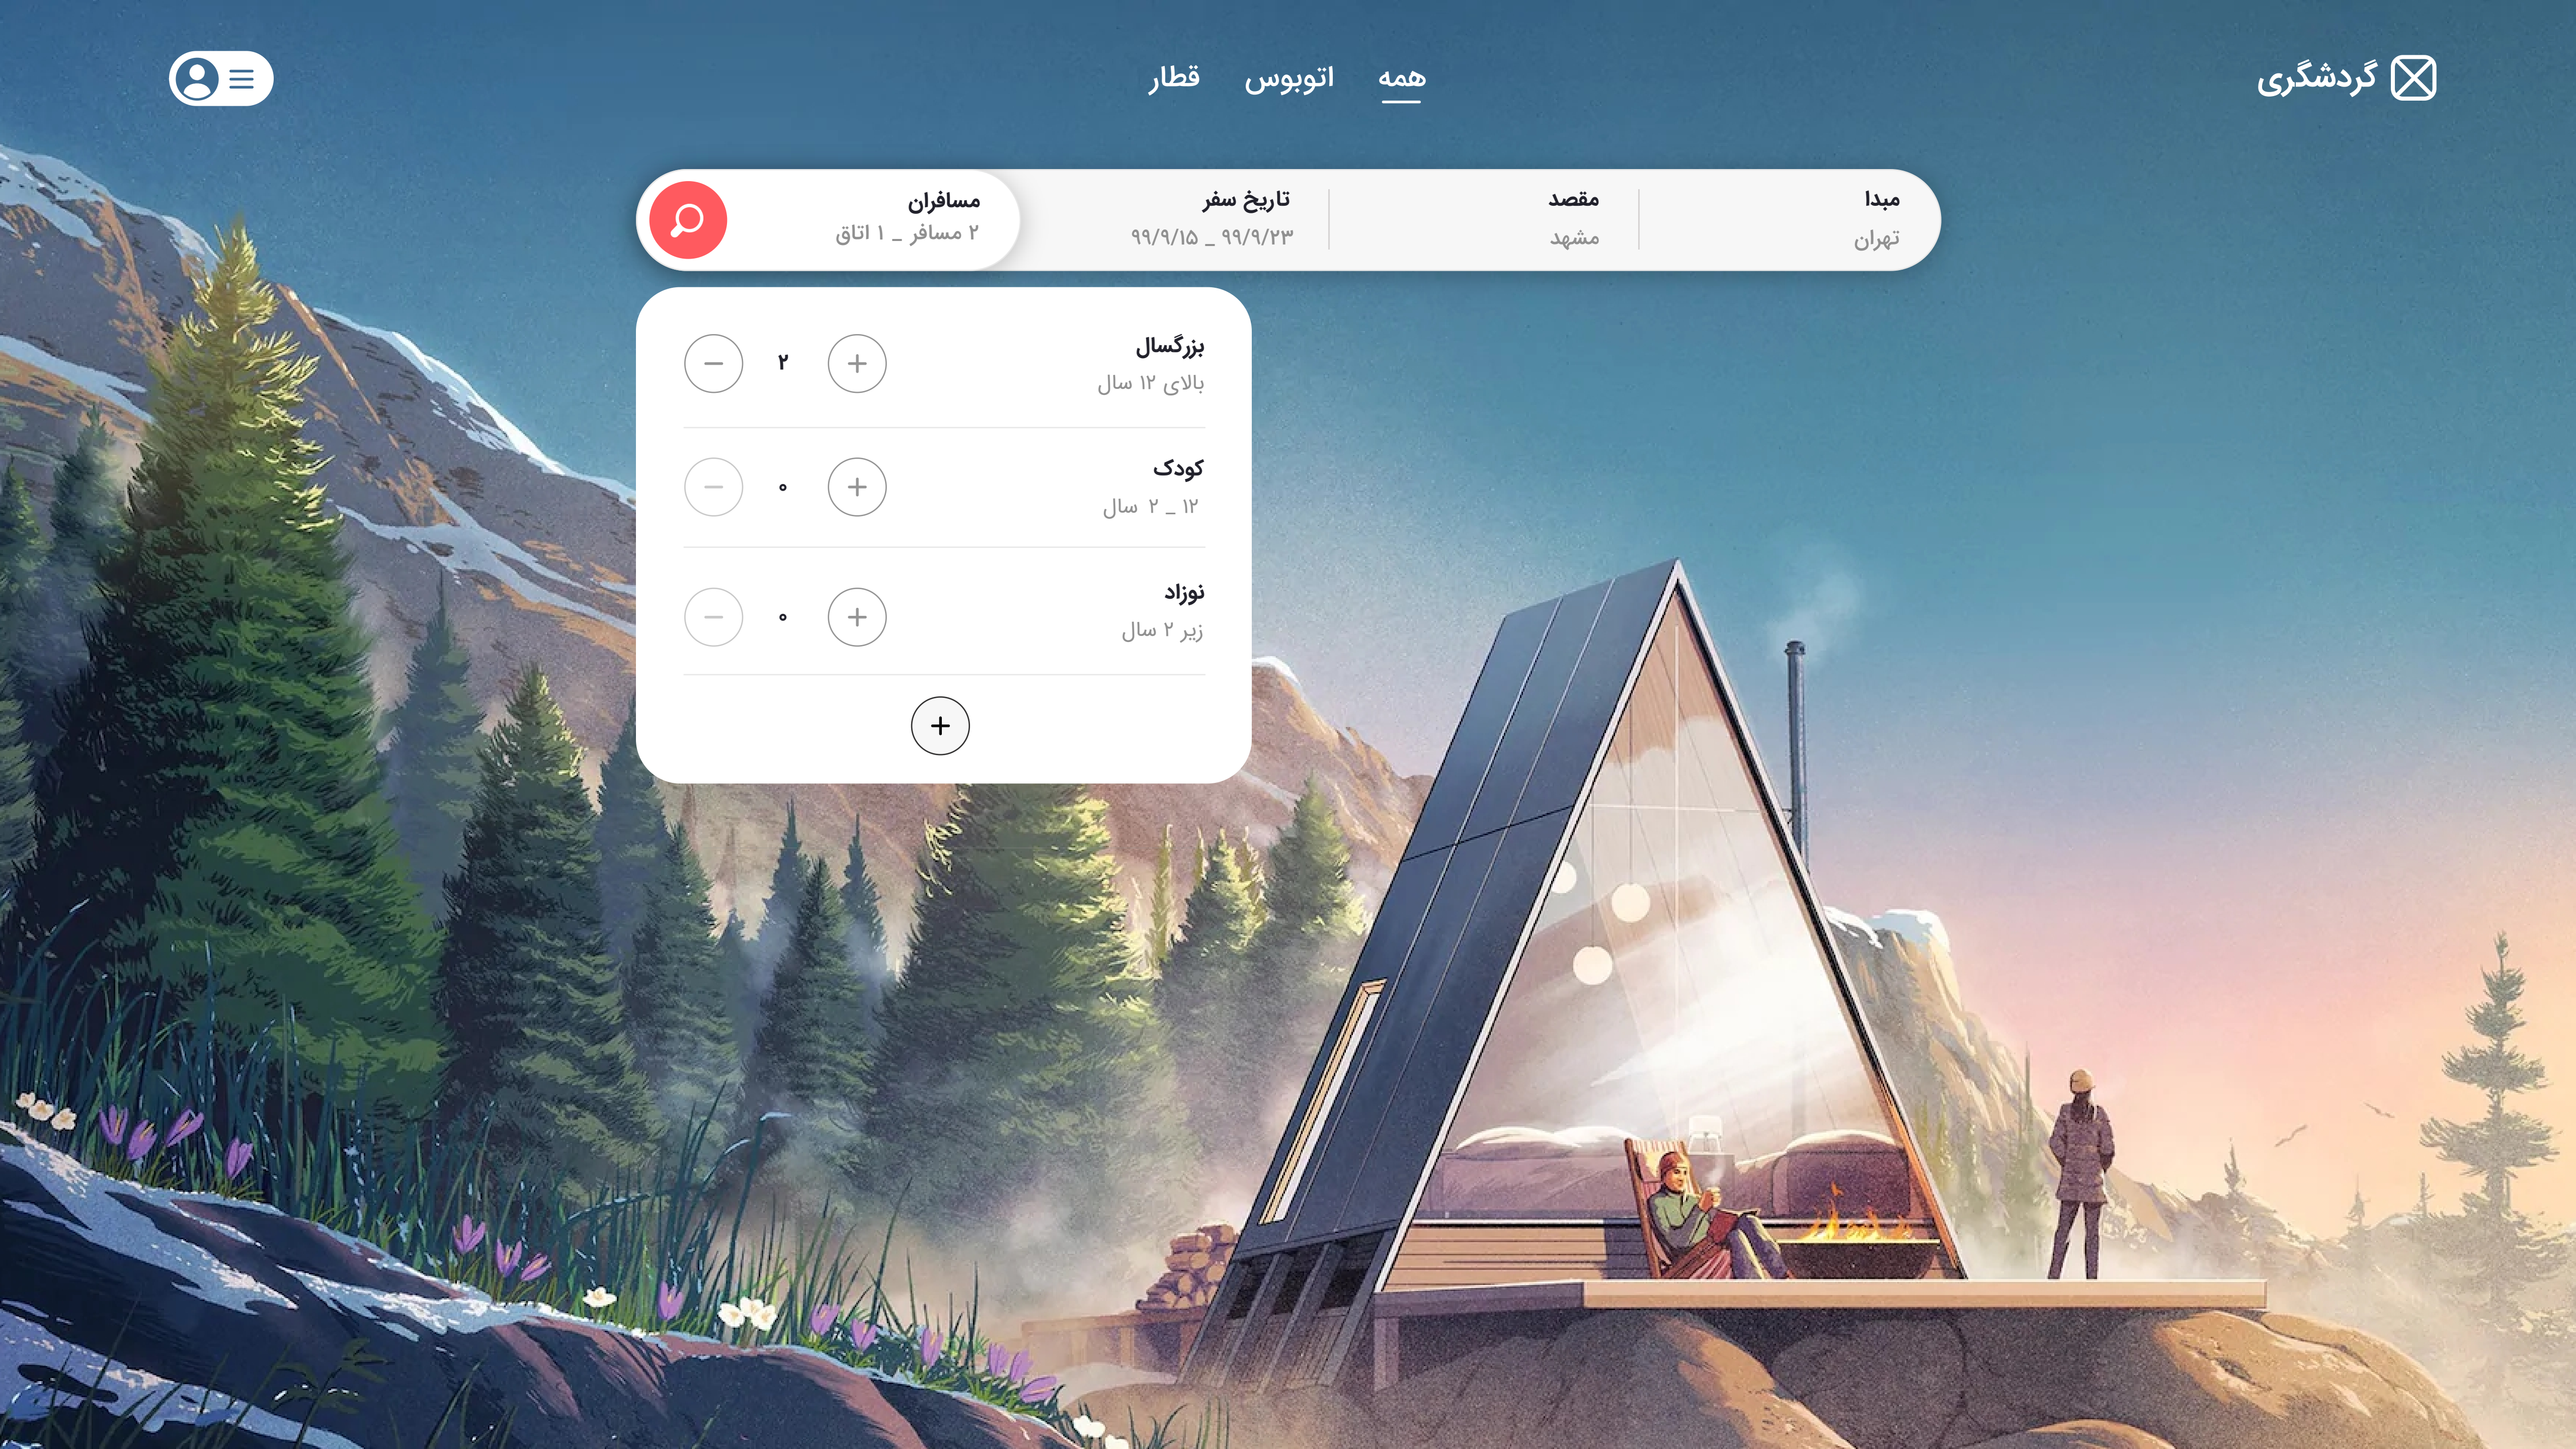 گردشگری
همه
اتوبوس
قطار
مبدا
تهران
مقصد
مشهد
تاریخ سفر
۹۹/۹/۱۵ _ ۹۹/۹/۲۳
مسافران
۲ مسافر _ ۱ اتاق
بزرگسال
بالای ۱۲ سال
۲
کودک
۱۲ _ ۲ سال
۰
نوزاد
زیر ۲ سال
۰